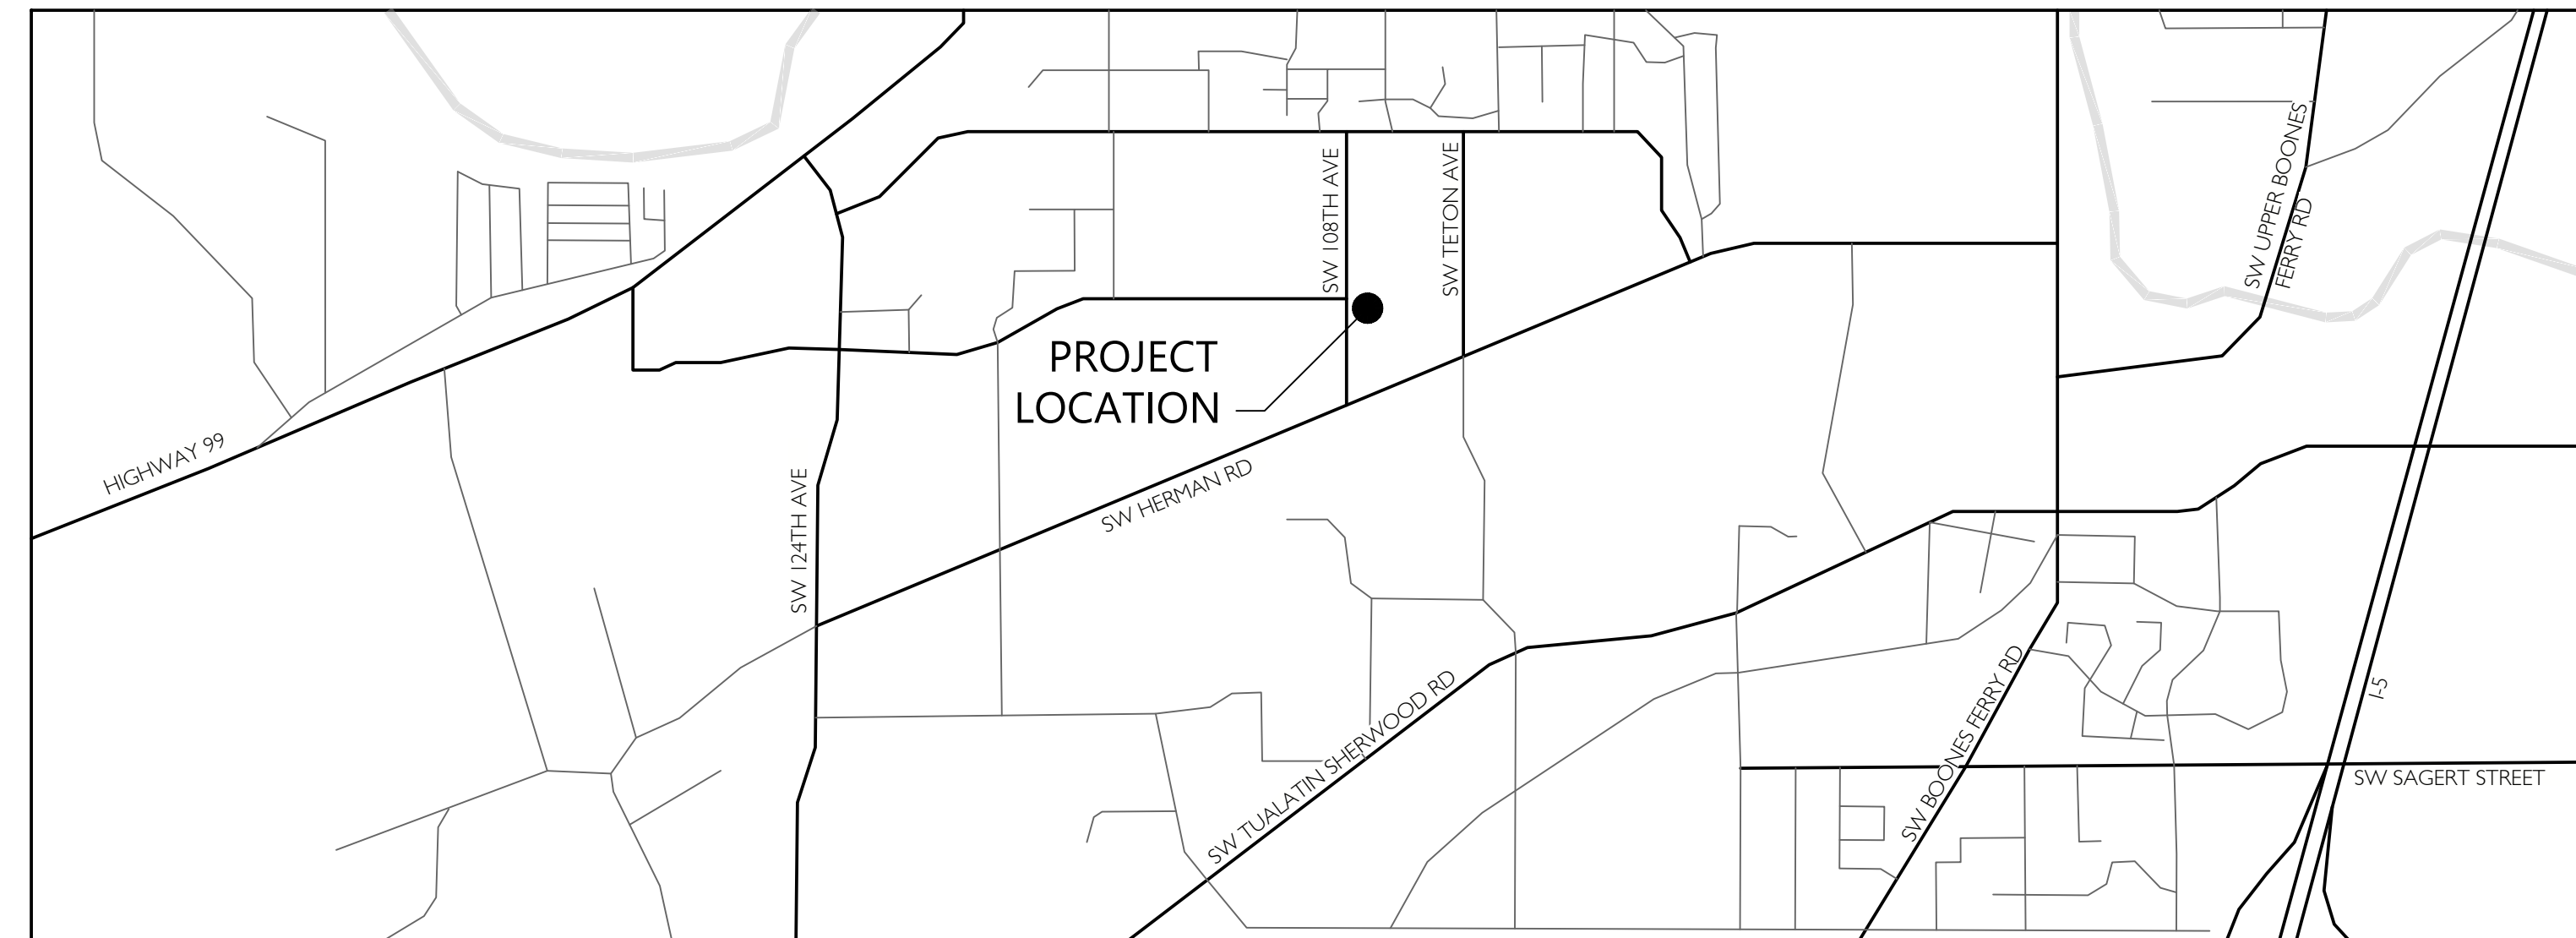 SW UPPER BOONES
FERRY RD
SW 108TH AVE
SW TETON AVE
PROJECT
LOCATION
HIGHWAY 99
SW HERMAN RD
SW 124TH AVE
SW TUALATIN SHERWOOD RD
SW BOONES FERRY RD
I-5
SW SAGERT STREET